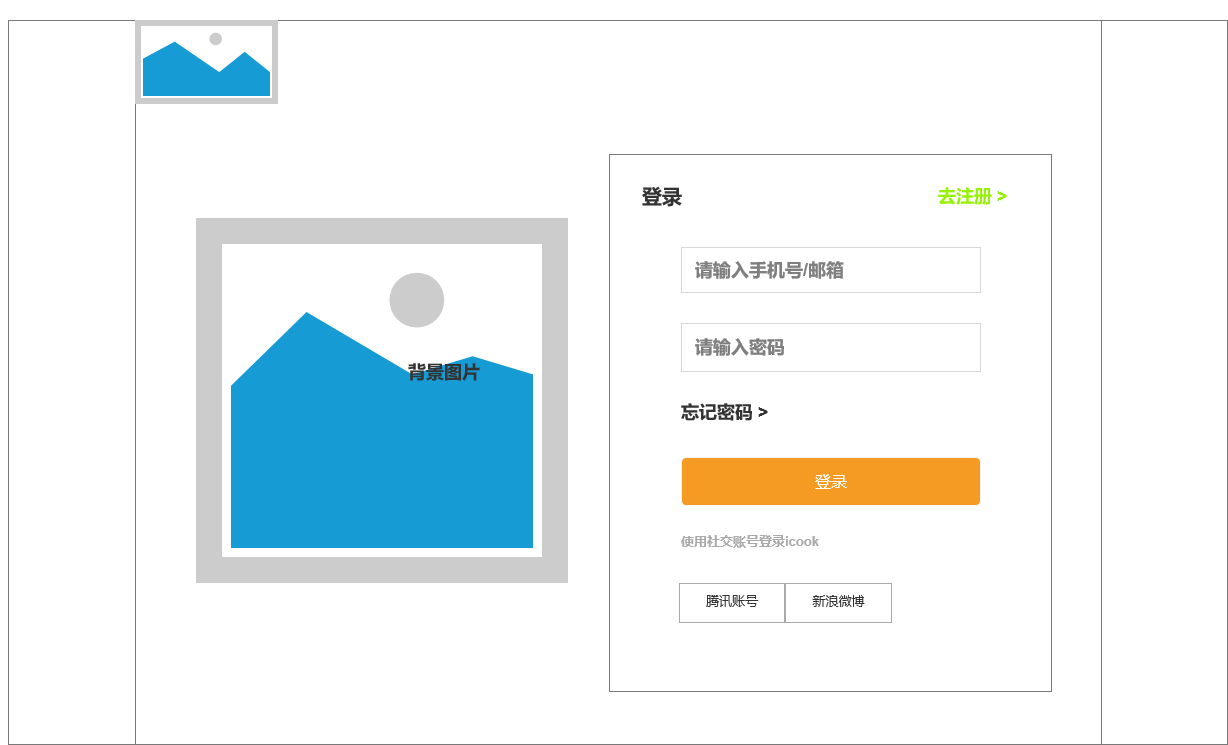 登录
去注册 >
请输入手机号/邮箱
背景图片
请输入密码
忘记密码 >
登录
使用社交账号登录icook
腾讯账号
新浪微博